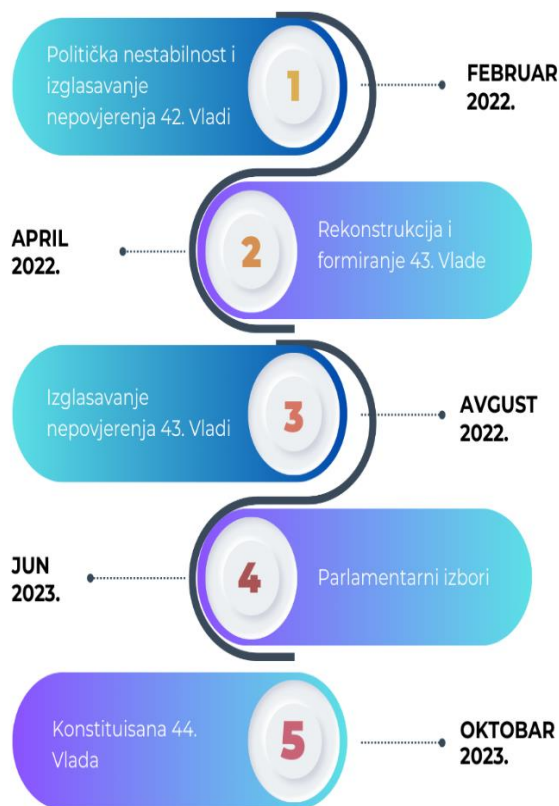 Politička nestabilnost i
izglasavanje
nepovjerenja 42. Vladi
1
FEBRUAR
2022.
APRIL
2022.
2
Rekonstrukcija i
formiranje 43. Vlade
Izglasavanje
nepovjerenja 43. Vladi
3
AVGUST
2022.
JUN
2023.
4
Parlamentarni izbori
Konstituisana 44.
Vlada
5
OKTOBAR
2023.